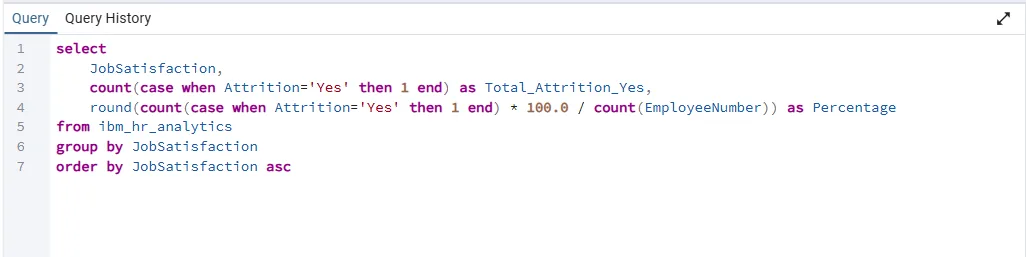 Query Query History
1 select
2 JobSatisfaction,
3 count(case when Attrition='Yes' then 1 end) as Total_Attrition_Yes,
4 round(count(case when Attrition='Yes' then 1 end) * 100.0 / count(EmployeeNumber)) as Percentage
5 from ibm_hr_analytics
6 group by JobSatisfaction
7 order by JobSatisfaction asc